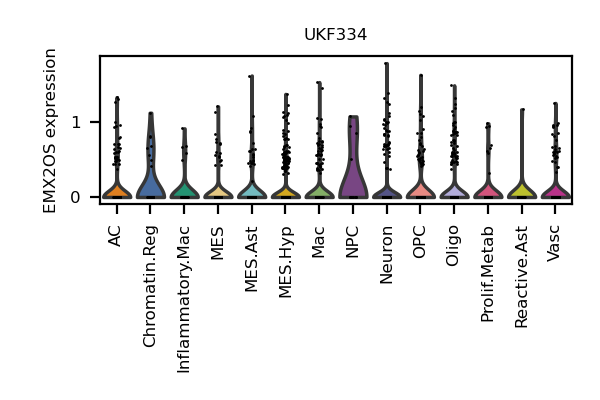 UKF334
EMX2OS expression
1
0
AC
Chromatin.Reg
Inflammatory.Mac
MES
MES.Ast
MES.Hyp
Mac
NPC
Neuron
OPC
Oligo
Prolif.Metab
Reactive.Ast
Vasc